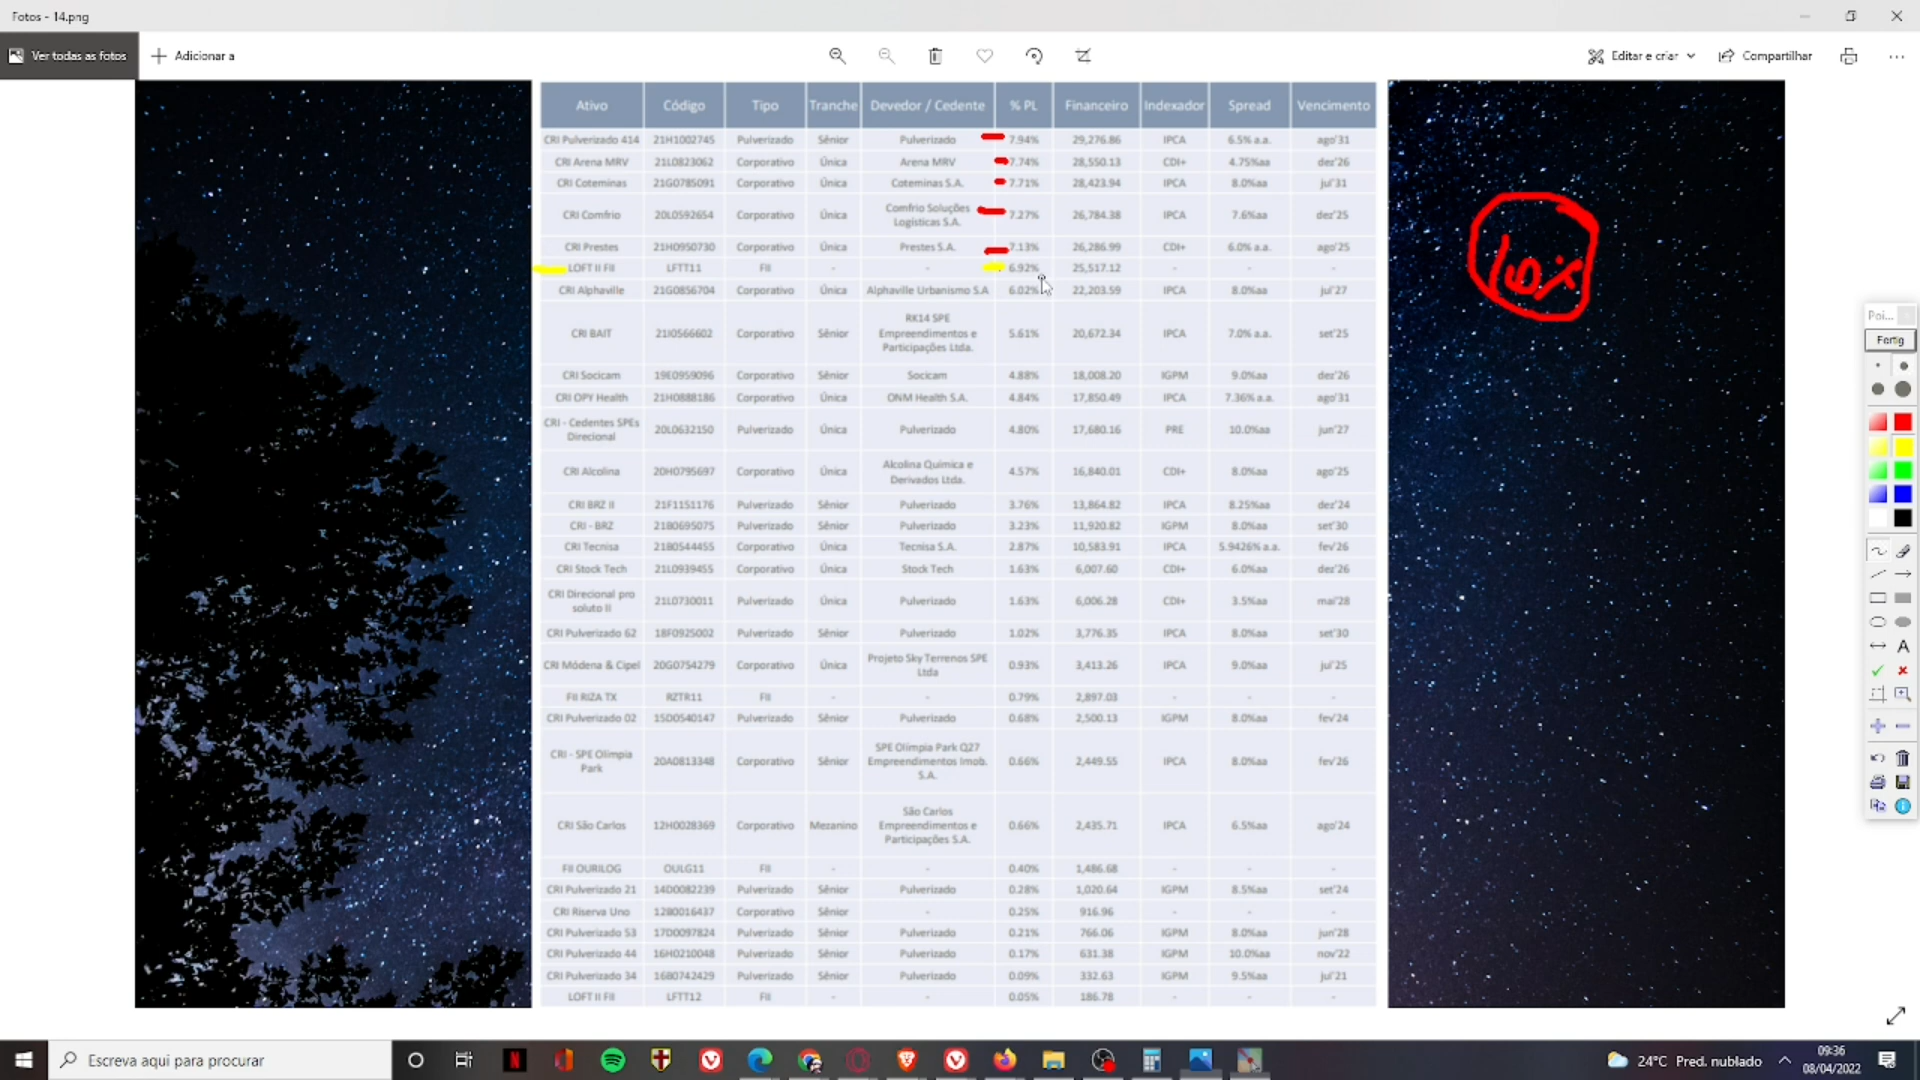 Fotos - 14.png
Ver todas as fotos
Adicionar a
Editar e criar
Compartilhar
Ativo Código Tipo Tranche Devedor / Cedente % PL Financeiro Indexador Spread Vencimento
CRI Pulverizado 414 21H1002745 Pulverizado Sênior Pulverizado 7.94% 29,276.86 IPCA 6.5% a.a. ago'31
CRI Arena MRV 21L0823062 Corporativo Única Arena MRV 7.74% 28,550.13 CDI+ 4.75%aa dez'26
CRI Coteminas 21G0785091 Corporativo Única Coteminas S.A. 7.71% 28,423.94 IPCA 8.0%aa jul'31
CRI Comfrio 20L0592654 Corporativo Única Comfrio Soluções Logísticas S.A. 7.27% 26,784.38 IPCA 7.6%aa dez'25
CRI Prestes 21H0950730 Corporativo Única Prestes S.A. 7.13% 26,286.99 CDI+ 6.0% a.a. ago'25
LOFT II FII LFTT11 FII - - 6.92% 25,517.12 - - -
CRI Alphaville 21G0856704 Corporativo Única Alphaville Urbanismo S.A 6.02% 22,203.59 IPCA 8.0%aa jul'27
CRI BAIT 21I0566602 Corporativo Sênior RK14 SPE Empreendimentos e Participações Ltda. 5.61% 20,672.34 IPCA 7.0% a.a. set'25
CRI Socicam 19E0959096 Corporativo Sênior Socicam 4.88% 18,008.20 IGPM 9.0%aa dez'26
CRI OPY Health 21H0888186 Corporativo Única ONM Health S.A. 4.84% 17,850.49 IPCA 7.36% a.a. ago'31
CRI - Cedentes SPEs Direcional 20L0632150 Pulverizado Única Pulverizado 4.80% 17,680.16 PRE 10.0%aa jun'27
CRI Alcolina 20H0795697 Corporativo Única Alcolina Química e Derivados Ltda. 4.57% 16,840.01 CDI+ 8.0%aa ago'25
CRI BRZ II 21F1151176 Pulverizado Sênior Pulverizado 3.76% 13,864.82 IPCA 8.25%aa dez'24
CRI - BRZ 21B0695075 Pulverizado Sênior Pulverizado 3.23% 11,920.82 IGPM 8.0%aa set'30
CRI Tecnisa 21B0544455 Corporativo Única Tecnisa S.A. 2.87% 10,583.91 IPCA 5.9426% a.a. fev'26
CRI Stock Tech 21L0939455 Corporativo Única Stock Tech 1.63% 6,007.60 CDI+ 6.0%aa dez'26
CRI Direcional pro soluto II 21L0730011 Pulverizado Única Pulverizado 1.63% 6,006.28 CDI+ 3.5%aa mai'28
CRI Pulverizado 62 18F0925002 Pulverizado Sênior Pulverizado 1.02% 3,776.35 IPCA 8.0%aa set'30
CRI Módena & Cipel 20G0754279 Corporativo Única Projeto Sky Terrenos SPE Ltda 0.93% 3,413.26 IPCA 9.0%aa jul'25
FII RIZA TX RZTR11 FII - - 0.79% 2,897.03 - - -
CRI Pulverizado 02 15D0540147 Pulverizado Sênior Pulverizado 0.68% 2,500.13 IGPM 8.0%aa fev'24
CRI - SPE Olímpia Park 20A0813348 Corporativo Sênior SPE Olímpia Park Q27 Empreendimentos Imob. S.A. 0.66% 2,449.55 IPCA 8.0%aa fev'26
CRI São Carlos 12H0028369 Corporativo Mezanino São Carlos Empreendimentos e Participações S.A. 0.66% 2,435.71 IPCA 6.5%aa ago'24
FII OURILOG OULG11 FII - - 0.40% 1,486.68 - - -
CRI Pulverizado 21 14D0082239 Pulverizado Sênior Pulverizado 0.28% 1,020.64 IGPM 8.5%aa set'24
CRI Riserva Uno 12B0016437 Corporativo Sênior - 0.25% 916.96 - - -
CRI Pulverizado 53 17D0097824 Pulverizado Sênior Pulverizado 0.21% 766.06 IGPM 8.0%aa jun'28
CRI Pulverizado 44 16H0210048 Pulverizado Sênior Pulverizado 0.17% 631.38 IGPM 10.0%aa nov'22
CRI Pulverizado 34 16B0742429 Pulverizado Sênior Pulverizado 0.09% 332.63 IGPM 9.5%aa jul'21
LOFT II FII LFTT12 FII - - 0.05% 186.78 - - -
10%
Poi...
Fertig
A
Escreva aqui para procurar
24°C Pred. nublado
09:36
08/04/2022